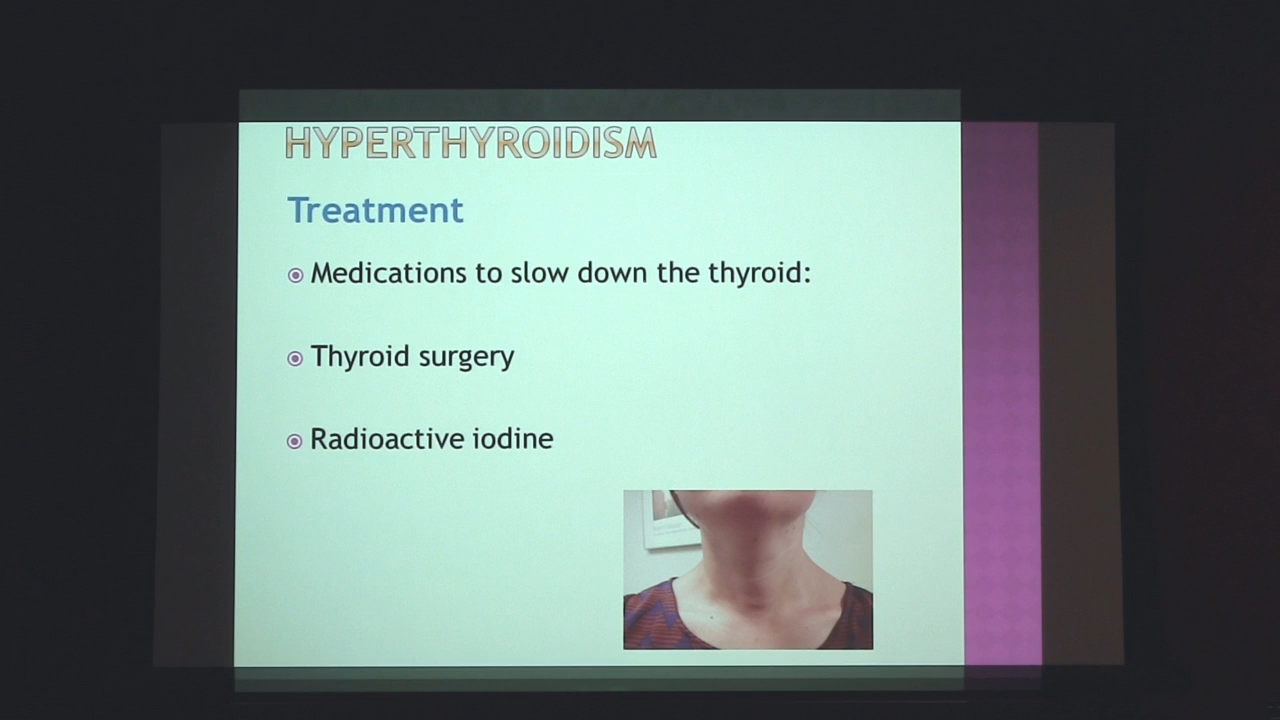 HYPERTHYROIDISM
Treatment
Medications to slow down the thyroid:
Thyroid surgery
Radioactive iodine